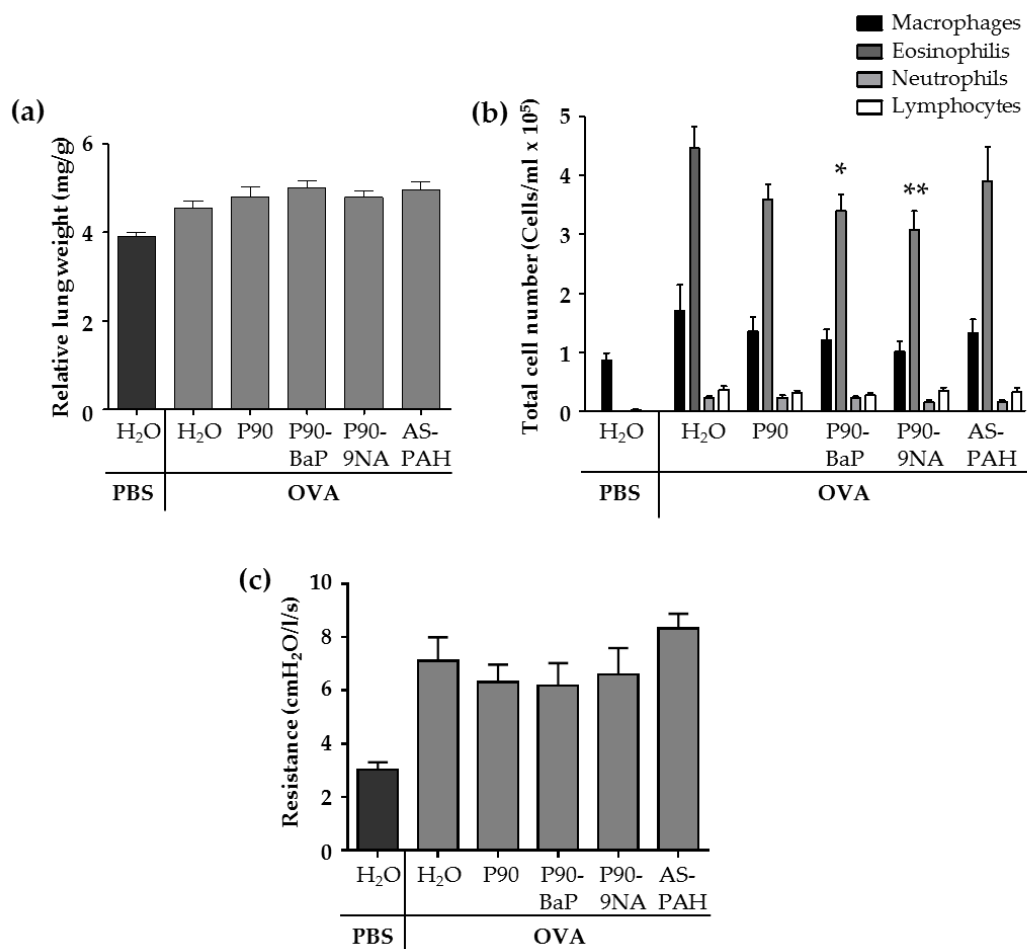 Macrophages
Eosinophilis
Neutrophils
Lymphocytes
(a)
Relative lung weight (mg/g)
6
4
2
0
H₂O H₂O P90 P90- P90- AS-
BaP 9NA PAH
PBS OVA
(b)
Total cell number (Cells/ml x 10⁵)
5
4
3
2
1
0
* **
H₂O H₂O P90 P90- P90- AS-
BaP 9NA PAH
PBS OVA
(c)
Resistance (cmH₂O/l/s)
10
8
6
4
2
0
H₂O H₂O P90 P90- P90- AS-
BaP 9NA PAH
PBS OVA